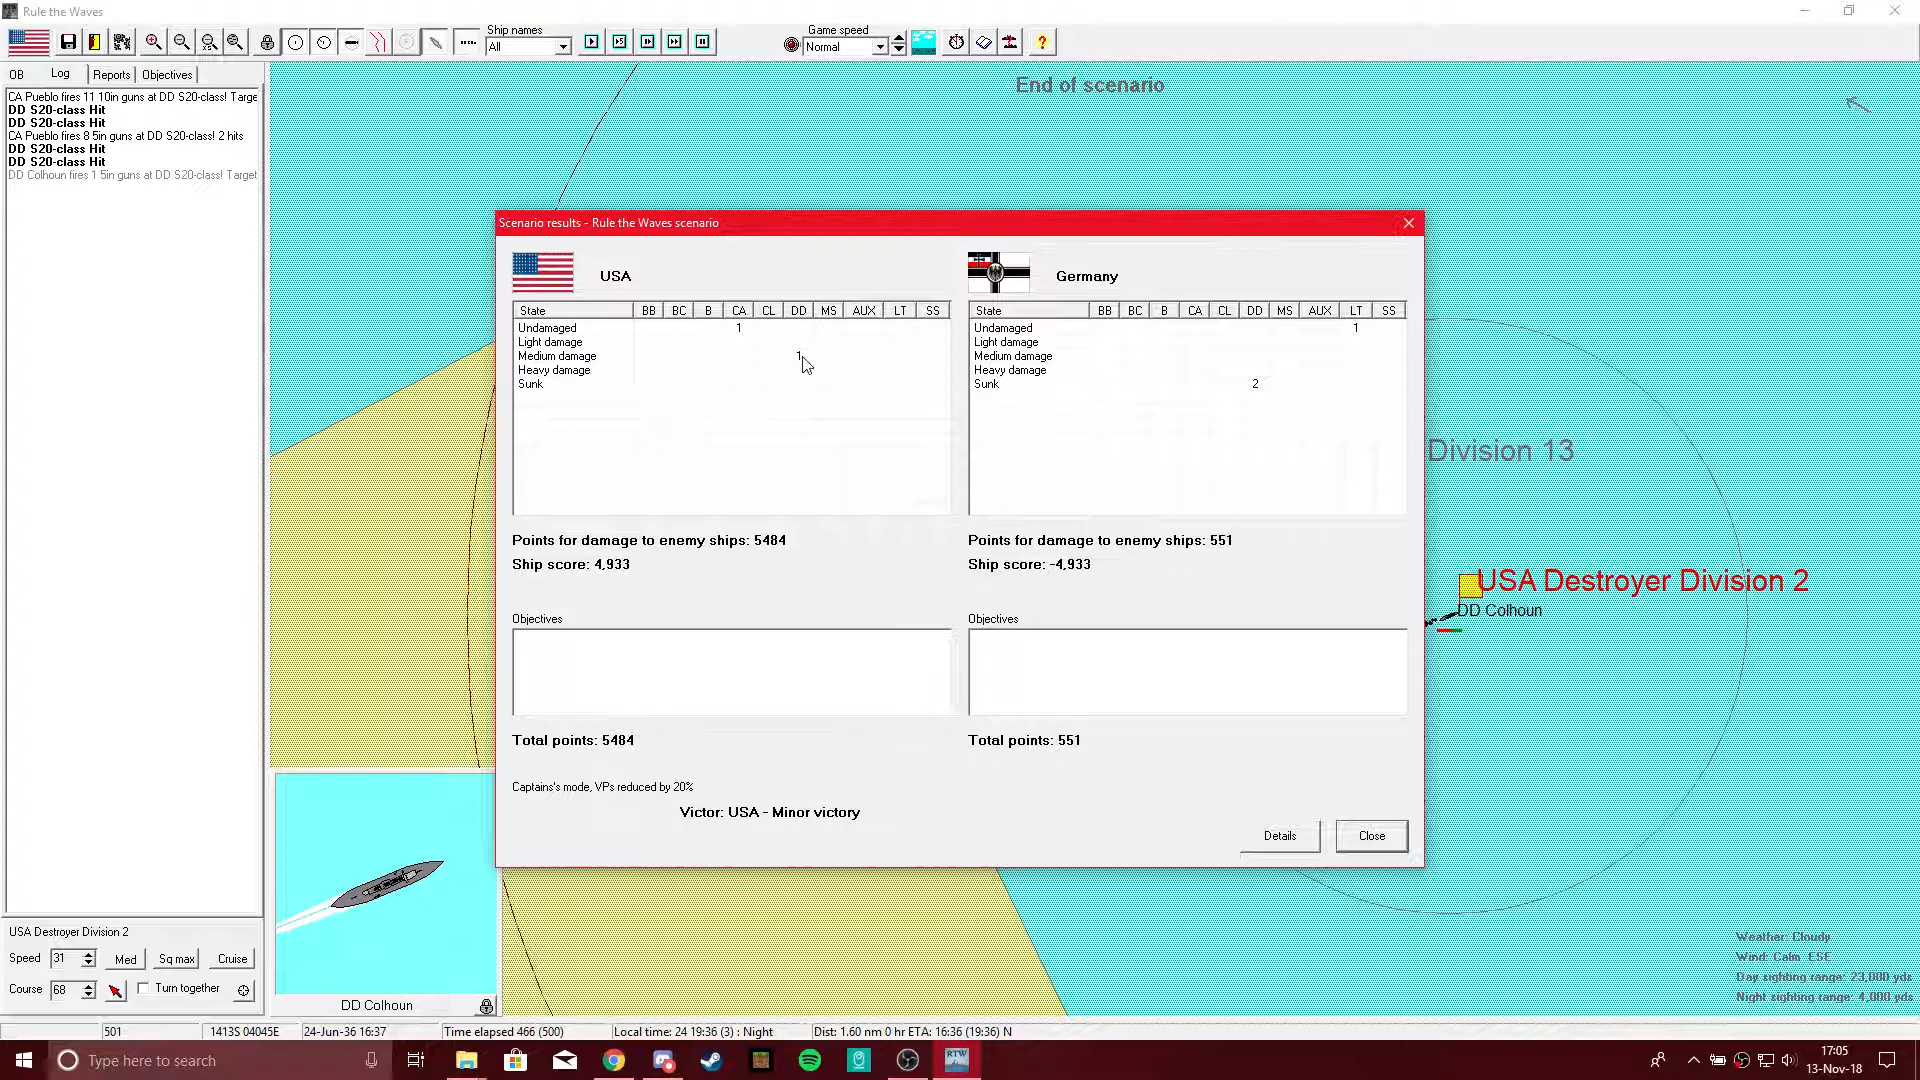 Rule the Waves
Ship names
All
Game speed
Normal
OB Log Reports Objectives
CA Pueblo fires 11 10in guns at DD S20-class! Targe
DD S20-class Hit
DD S20-class Hit
CA Pueblo fires 8 5in guns at DD S20-class! 2 hits
DD S20-class Hit
DD S20-class Hit
DD Colhoun fires 1 5in guns at DD S20-class! Target
End of scenario
Scenario results - Rule the Waves scenario
USA
State BB BC B CA CL DD MS AUX LT SS
Undamaged 1
Light damage
Medium damage 1
Heavy damage
Sunk
Points for damage to enemy ships: 5484
Ship score: 4,933
Objectives
Total points: 5484
Germany
State BB BC B CA CL DD MS AUX LT SS
Undamaged 1
Light damage
Medium damage
Heavy damage
Sunk 2
Points for damage to enemy ships: 551
Ship score: -4,933
Objectives
Total points: 551
Captains's mode, VPs reduced by 20%
Victor: USA - Minor victory
Details Close
Division 13
USA Destroyer Division 2
DD Colhoun
Weather: Cloudy
Wind: Calm ESE
Day sighting range: 23,000 yds
Night sighting range: 4,000 yds
USA Destroyer Division 2
Speed 31 Med Sq max Cruise
Course 68 Turn together
DD Colhoun
501 1413S 04045E 24-Jun-36 16:37 Time elapsed 466 (500) Local time: 24 19:36 (3) : Night Dist: 1.60 nm 0 hr ETA: 16:36 (19:36) N
Type here to search
RTW
17:05
13-Nov-18